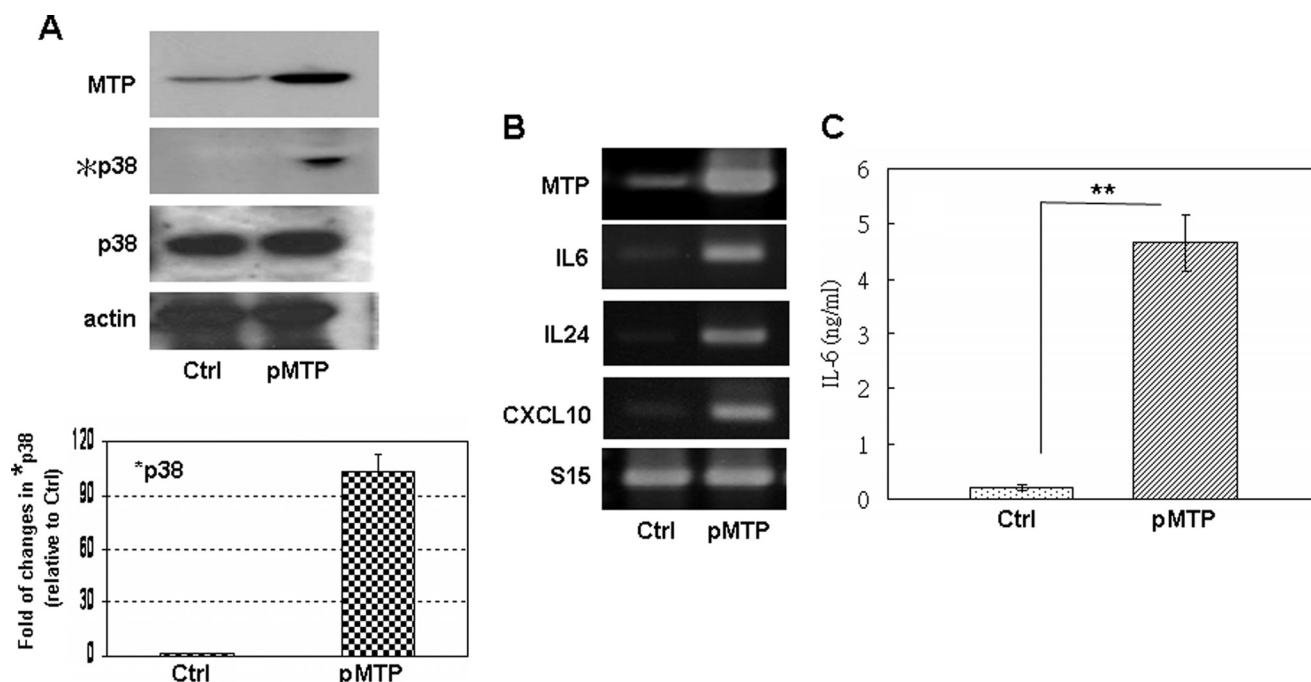 A
MTP
*p38
p38
actin
Ctrl pMTP
Fold of changes in *p38
(relative to Ctrl)
120
90
60
30
0
*p38
Ctrl pMTP
B
MTP
IL6
IL24
CXCL10
S15
Ctrl pMTP
C
IL-6 (ng/ml)
6
5
4
3
2
1
0
**
Ctrl pMTP